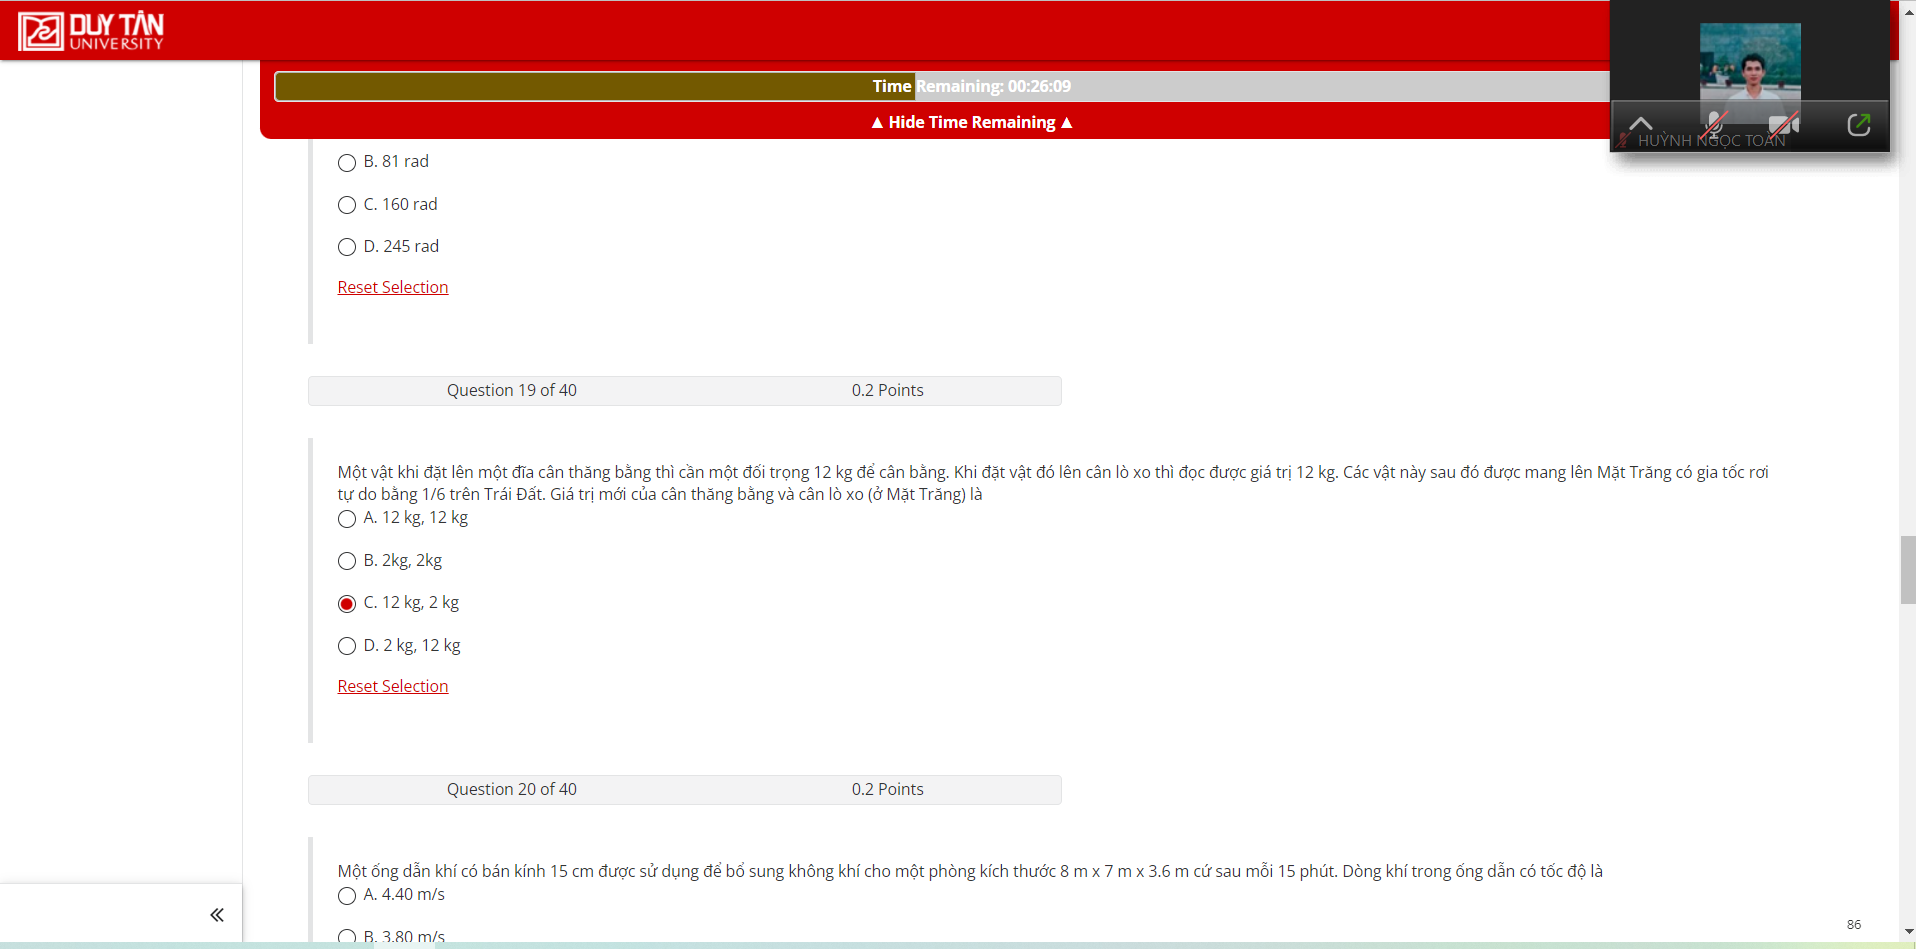 DUY TÂN
UNIVERSITY
Time Remaining: 00:26:09
▲ Hide Time Remaining ▲
HUỲNH NGỌC TOÀN
B. 81 rad
C. 160 rad
D. 245 rad
Reset Selection
Question 19 of 40 0.2 Points
Một vật khi đặt lên một đĩa cân thăng bằng thì cần một đối trọng 12 kg để cân bằng. Khi đặt vật đó lên cân lò xo thì đọc được giá trị 12 kg. Các vật này sau đó được mang lên Mặt Trăng có gia tốc rơi
tự do bằng 1/6 trên Trái Đất. Giá trị mới của cân thăng bằng và cân lò xo (ở Mặt Trăng) là
A. 12 kg, 12 kg
B. 2kg, 2kg
C. 12 kg, 2 kg
D. 2 kg, 12 kg
Reset Selection
Question 20 of 40 0.2 Points
Một ống dẫn khí có bán kính 15 cm được sử dụng để bổ sung không khí cho một phòng kích thước 8 m x 7 m x 3.6 m cứ sau mỗi 15 phút. Dòng khí trong ống dẫn có tốc độ là
A. 4.40 m/s
B. 3.80 m/s
86